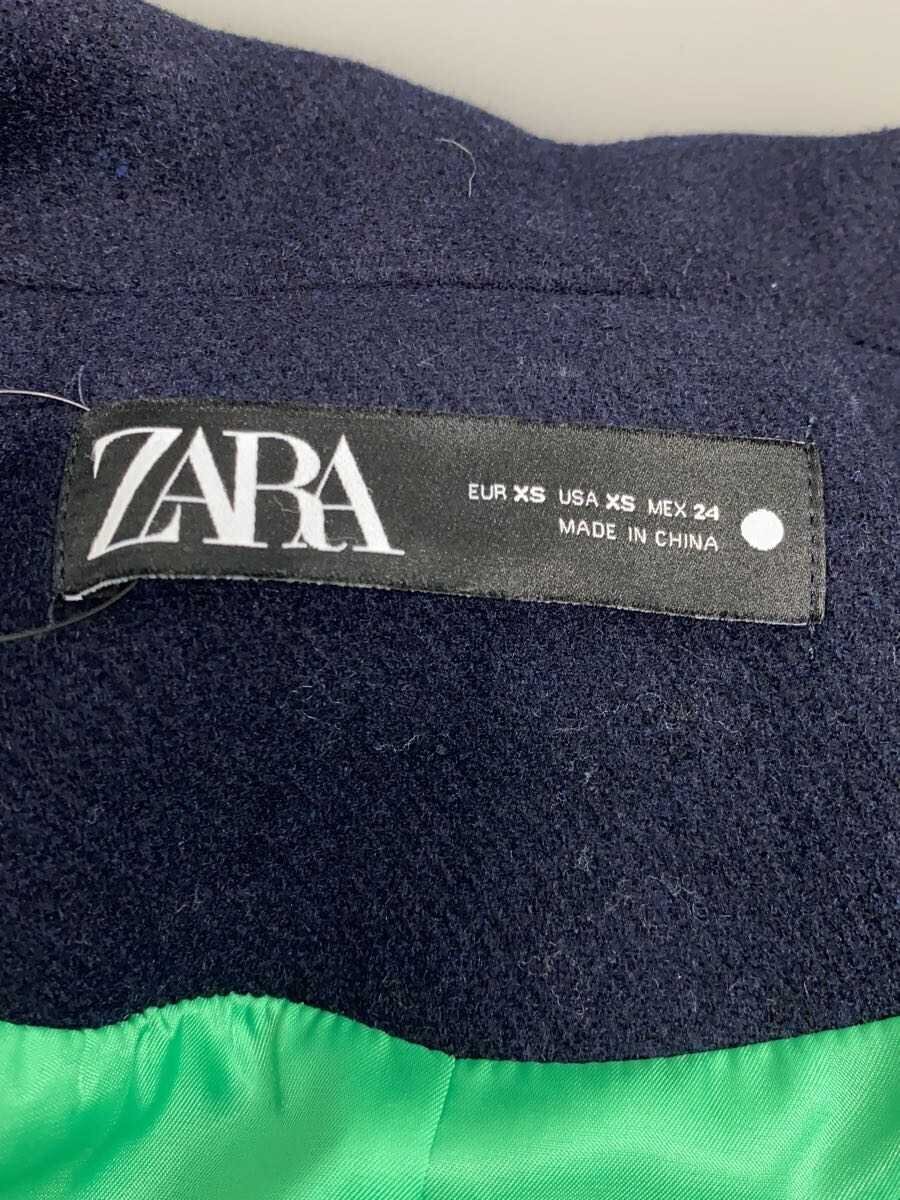 ZARA
EUR XS USA XS MEX 24
MADE IN CHINA